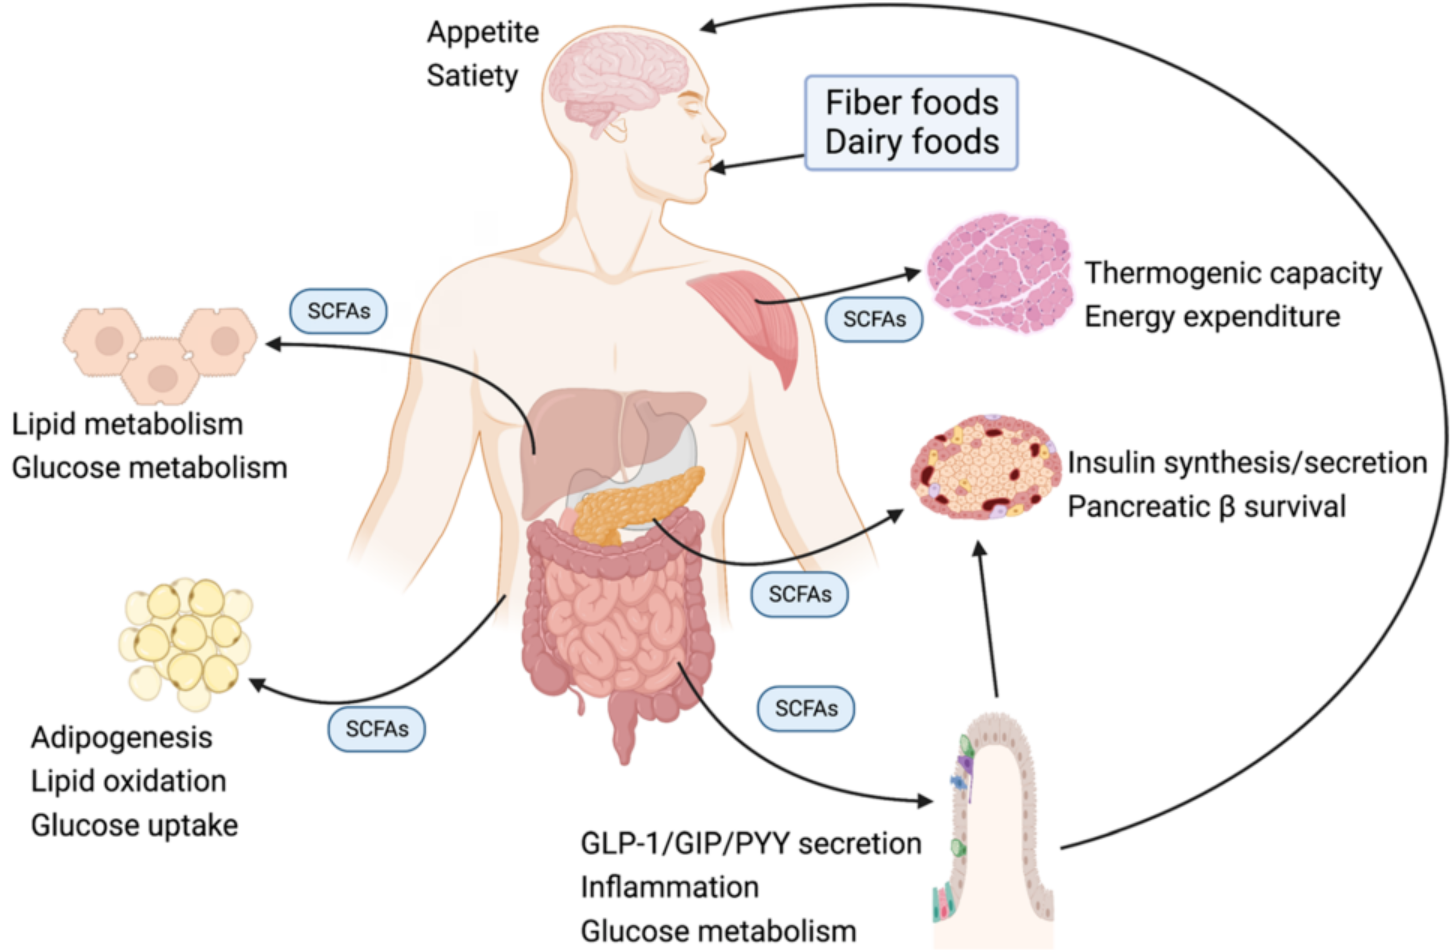 Appetite
Satiety
Fiber foods
Dairy foods
SCFAs
Lipid metabolism
Glucose metabolism
SCFAs
Thermogenic capacity
Energy expenditure
Insulin synthesis/secretion
Pancreatic β survival
SCFAs
SCFAs
Adipogenesis
Lipid oxidation
Glucose uptake
SCFAs
GLP-1/GIP/PYY secretion
Inflammation
Glucose metabolism